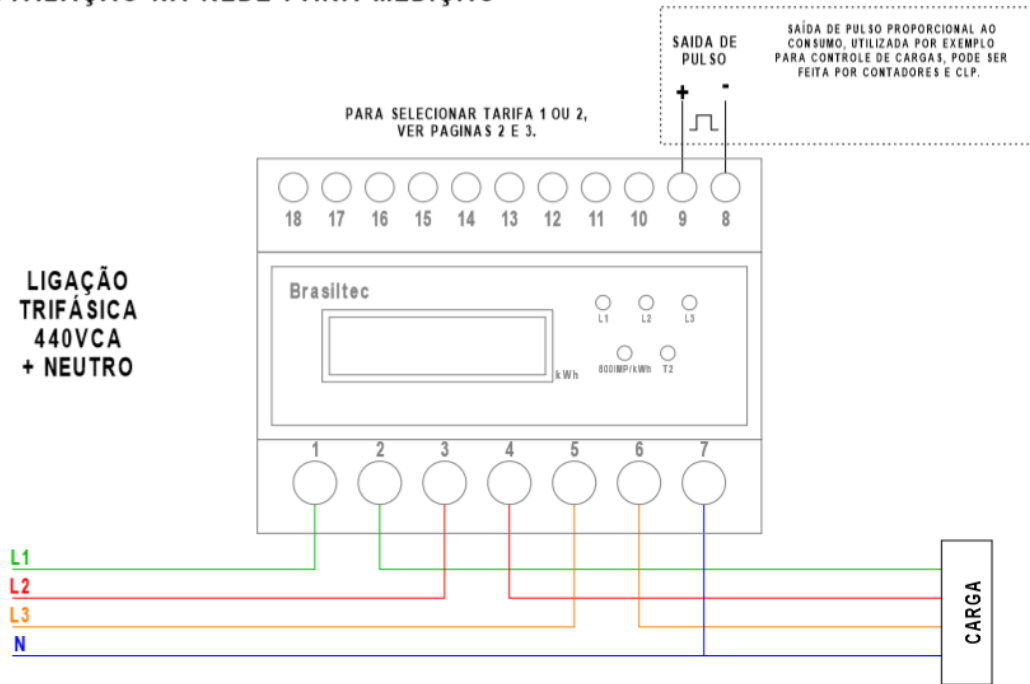 SAIDA DE
PULSO
+ -
SAÍDA DE PULSO PROPORCIONAL AO
CONSUMO, UTILIZADA POR EXEMPLO
PARA CONTROLE DE CARGAS, PODE SER
FEITA POR CONTADORES E CLP.
PARA SELECIONAR TARIFA 1 OU 2,
VER PAGINAS 2 E 3.
18 17 16 15 14 13 12 11 10 9 8
LIGAÇÃO
TRIFÁSICA
440VCA
+ NEUTRO
Brasiltec
L1 L2 L3
kWh
800IMP/kWh T2
1 2 3 4 5 6 7
L1
L2
L3
N
CARGA